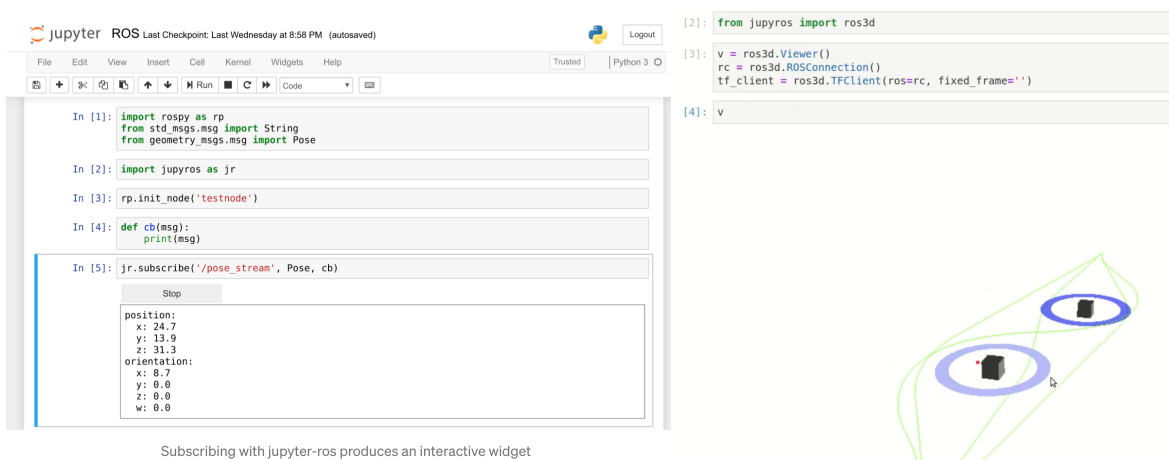 jupyter ROS Last Checkpoint: Last Wednesday at 8:58 PM (autosaved)
Logout
File Edit View Insert Cell Kernel Widgets Help
Trusted Python 3
Run Code
In [1]: import rospy as rp
from std_msgs.msg import String
from geometry_msgs.msg import Pose
In [2]: import jupyros as jr
In [3]: rp.init_node('testnode')
In [4]: def cb(msg):
print(msg)
In [5]: jr.subscribe('/pose_stream', Pose, cb)
Stop
position:
x: 24.7
y: 13.9
z: 31.3
orientation:
x: 8.7
y: 0.0
z: 0.0
w: 0.0
Subscribing with jupyter-ros produces an interactive widget
[2]: from jupyros import ros3d
[3]: v = ros3d.Viewer()
rc = ros3d.ROSConnection()
tf_client = ros3d.TFClient(ros=rc, fixed_frame='')
[4]: v